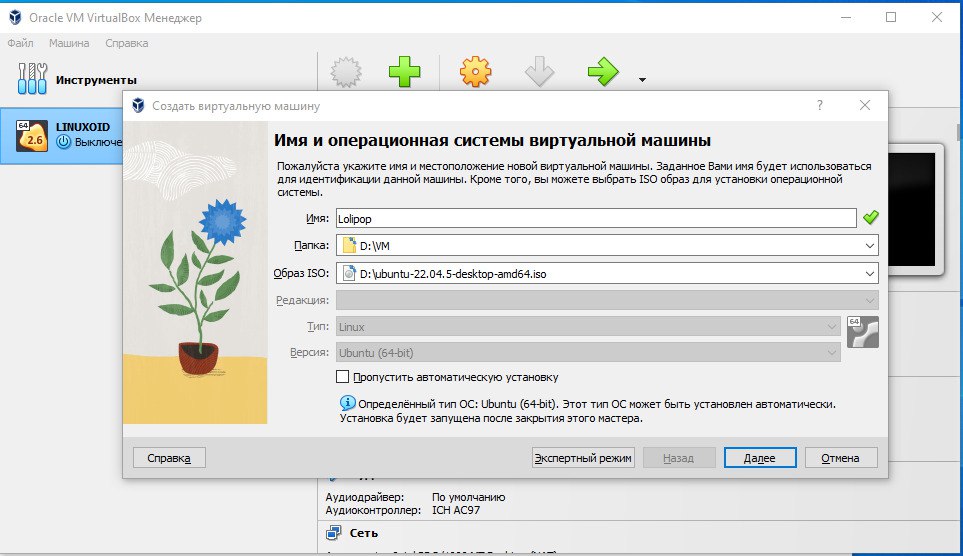 Oracle VM VirtualBox Менеджер
Файл Машина Справка
Инструменты
64
2.6
LINUXOID
Выключе
Создать виртуальную машину
?
Имя и операционная системы виртуальной машины
Пожалуйста укажите имя и местоположение новой виртуальной машины. Заданное Вами имя будет использоваться
для идентификации данной машины. Кроме того, вы можете выбрать ISO образ для установки операционной
системы.
Имя: Lolipop
Папка: D:\VM
Образ ISO: D:\ubuntu-22.04.5-desktop-amd64.iso
Редакция:
Тип: Linux
64
Версия: Ubuntu (64-bit)
Пропустить автоматическую установку
Определённый тип ОС: Ubuntu (64-bit). Этот тип ОС может быть установлен автоматически.
Установка будет запущена после закрытия этого мастера.
Справка Экспертный режим Назад Далее Отмена
Аудиодрайвер: По умолчанию
Аудиоконтроллер: ICH AC97
Сеть